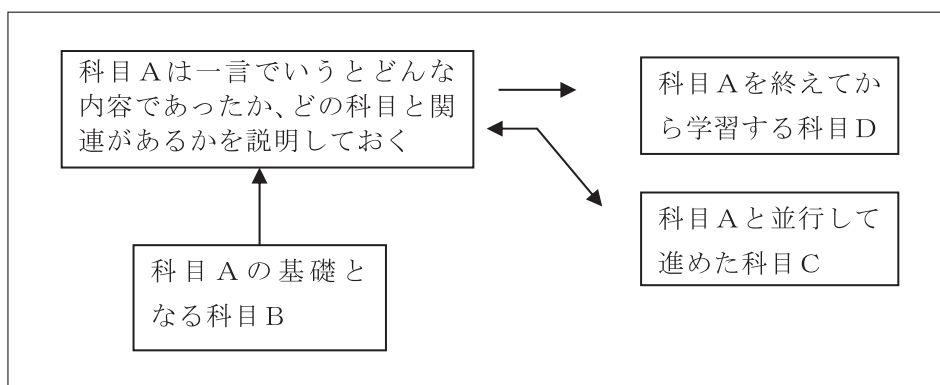 科目Aは一言でいうとどんな
内容であったか、どの科目と関
連があるかを説明しておく
科目Aを終えてか
ら学習する科目D
科目Aと並行して
進めた科目C
科目Aの基礎と
なる科目B